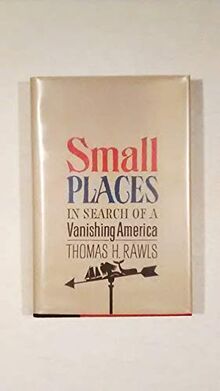 Small
PLACES
IN SEARCH OF A
Vanishing America
THOMAS H. RAWLS